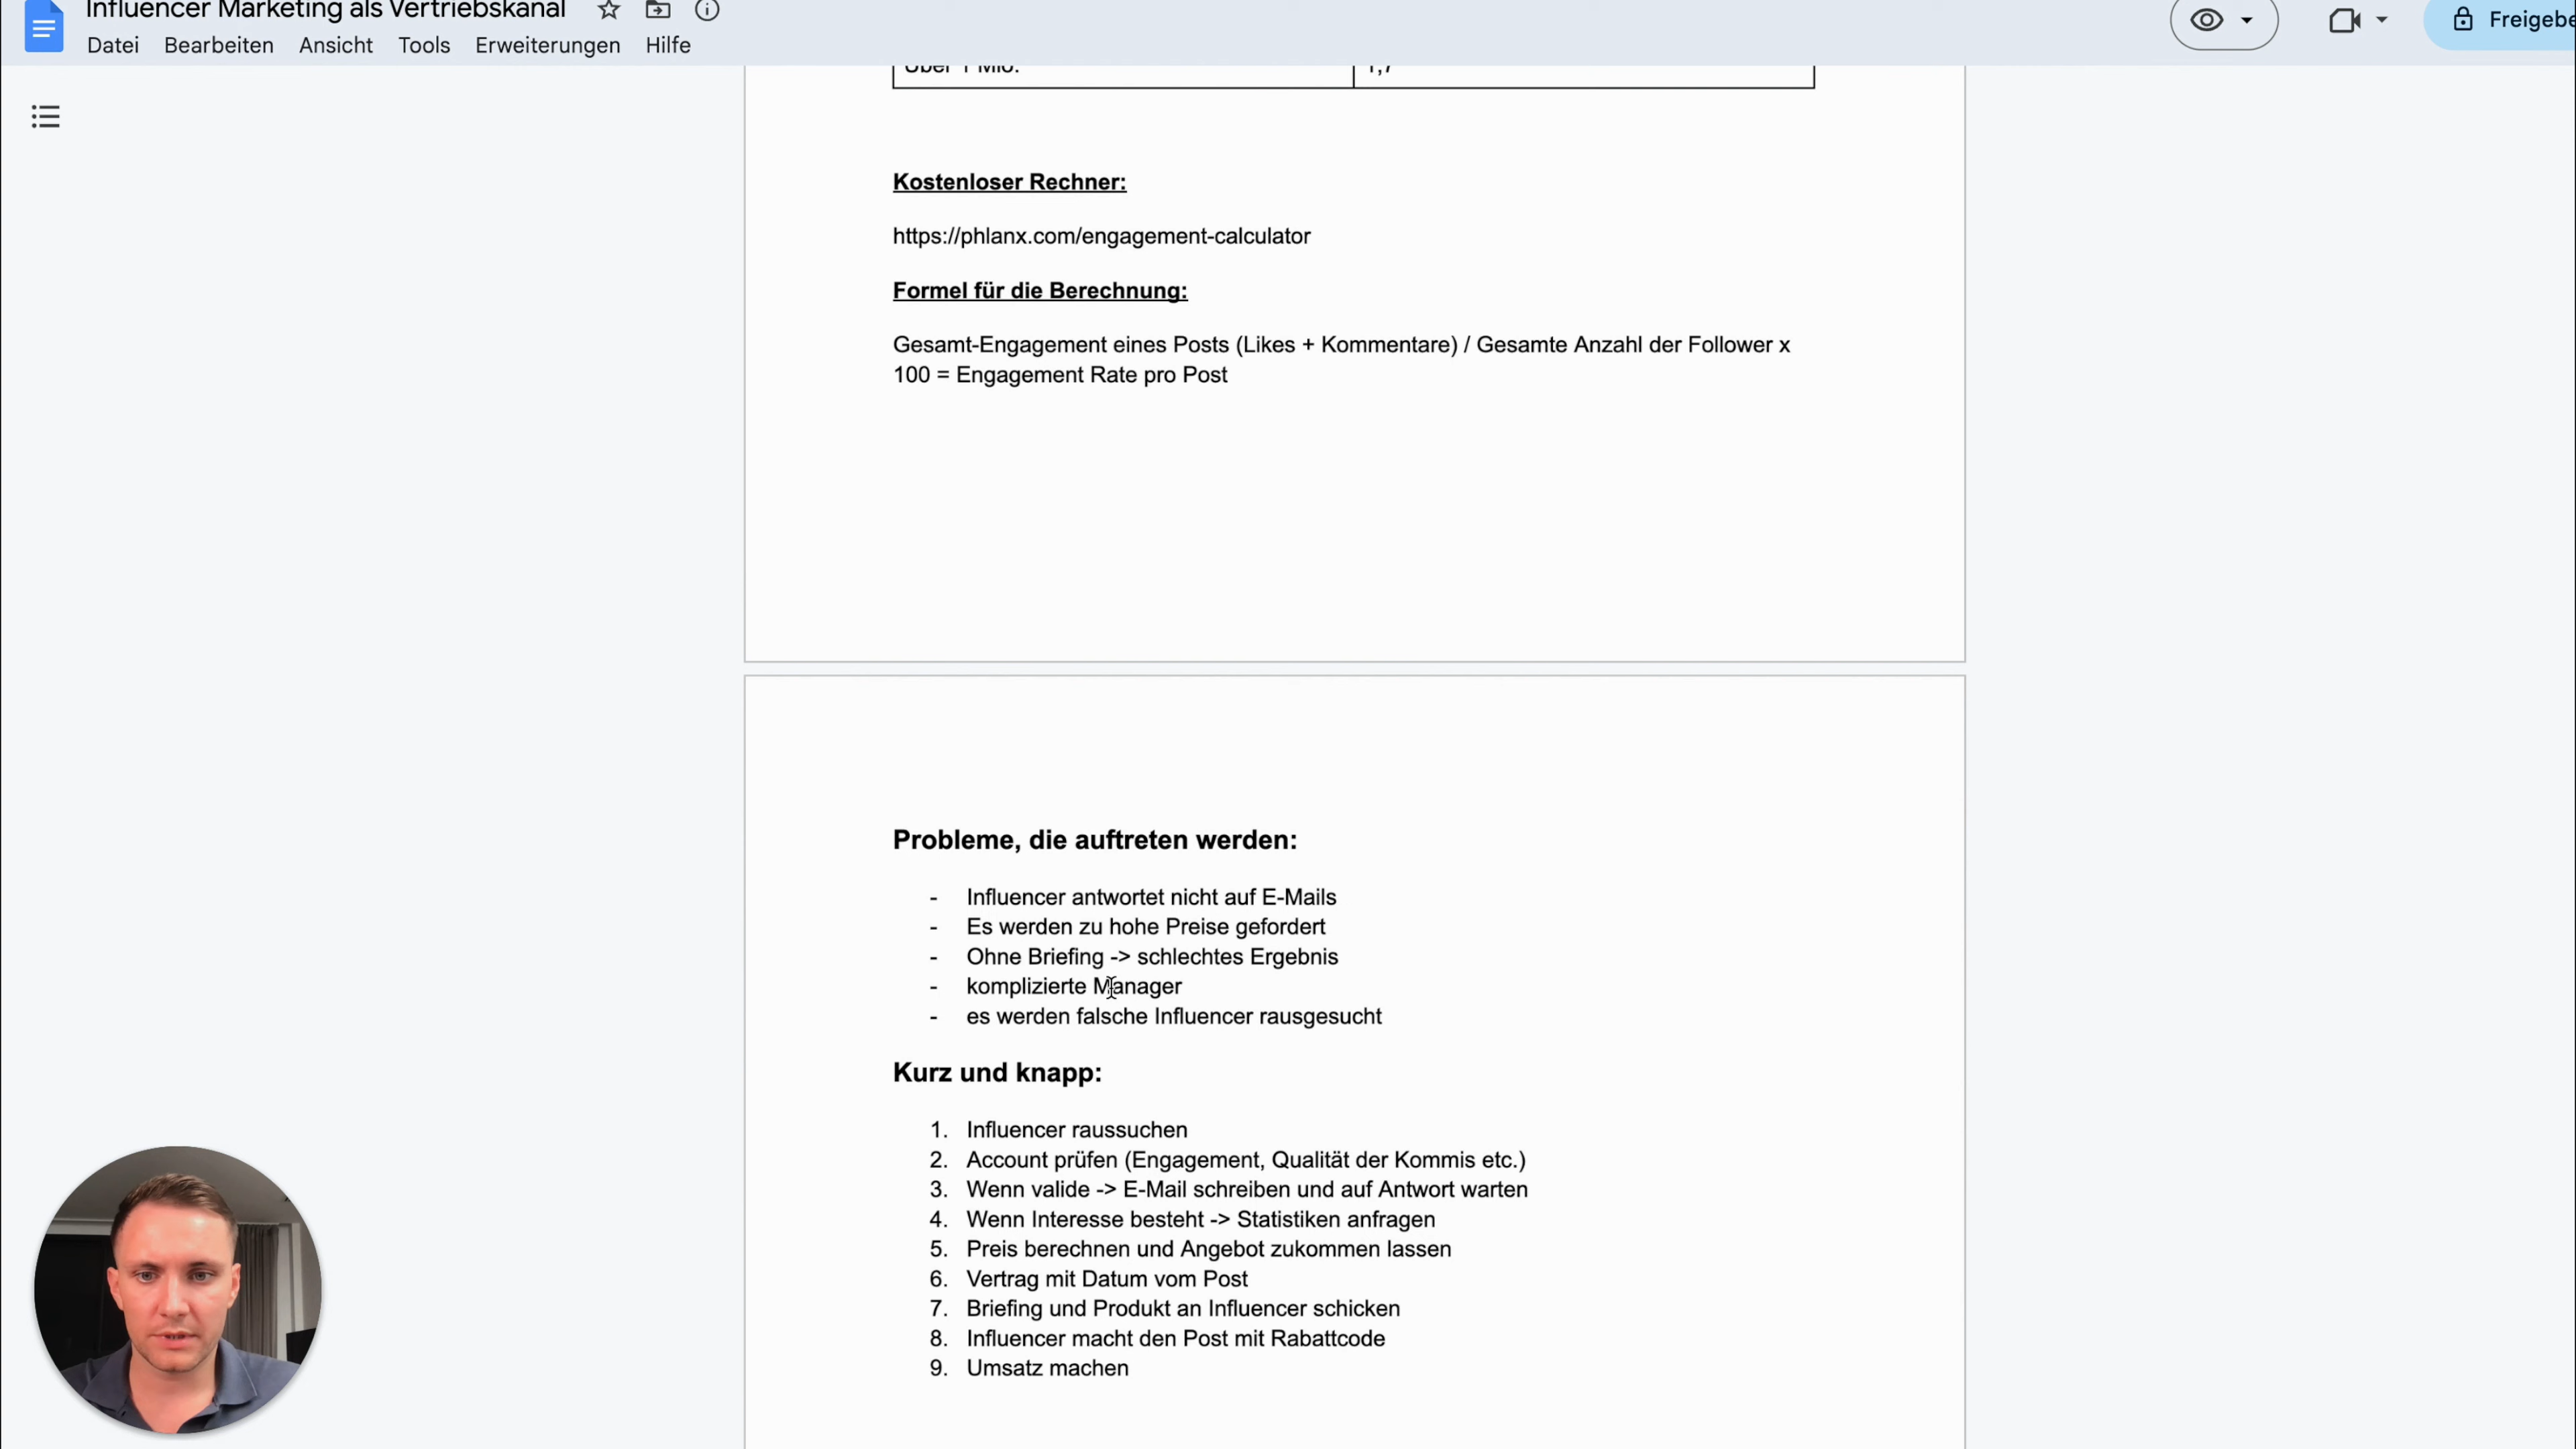 Influencer Marketing als Vertriebskanal
Datei Bearbeiten Ansicht Tools Erweiterungen Hilfe
Freigebe
Über 1 Mio. 1,7
Kostenloser Rechner:
https://phlanx.com/engagement-calculator
Formel für die Berechnung:
Gesamt-Engagement eines Posts (Likes + Kommentare) / Gesamte Anzahl der Follower x
100 = Engagement Rate pro Post
Probleme, die auftreten werden:
- Influencer antwortet nicht auf E-Mails
- Es werden zu hohe Preise gefordert
- Ohne Briefing -> schlechtes Ergebnis
- komplizierte Manager
- es werden falsche Influencer rausgesucht
Kurz und knapp:
1. Influencer raussuchen
2. Account prüfen (Engagement, Qualität der Kommis etc.)
3. Wenn valide -> E-Mail schreiben und auf Antwort warten
4. Wenn Interesse besteht -> Statistiken anfragen
5. Preis berechnen und Angebot zukommen lassen
6. Vertrag mit Datum vom Post
7. Briefing und Produkt an Influencer schicken
8. Influencer macht den Post mit Rabattcode
9. Umsatz machen